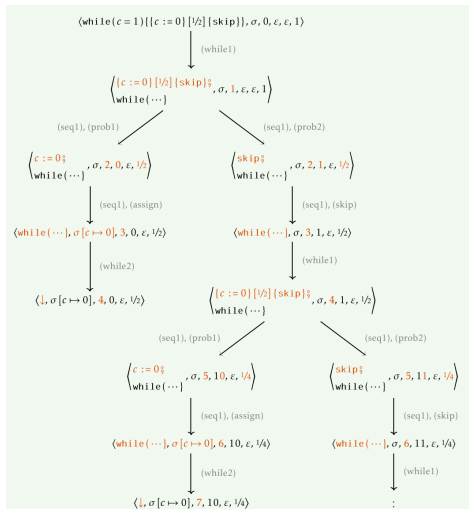 ⟨while(c = 1){{c := 0} [½] {skip}}, σ, 0, ε, ε, 1⟩
(while1)
{c := 0} [½] {skip}⨟
while(⋯} , σ, 1, ε, ε, 1
(seq1), (prob1) (seq1), (prob2)
c := 0⨟ skip⨟
while(⋯} , σ, 2, 0, ε, ½ while(⋯} , σ, 2, 1, ε, ½
(seq1), (assign) (seq1), (skip)
⟨while(⋯}, σ[c ↦ 0], 3, 0, ε, ½⟩ ⟨while(⋯}, σ, 3, 1, ε, ½⟩
(while2) (while1)
⟨↓, σ[c ↦ 0], 4, 0, ε, ½⟩
{c := 0} [½] {skip}⨟
while(⋯} , σ, 4, 1, ε, ½
(seq1), (prob1) (seq1), (prob2)
c := 0⨟ skip⨟
while(⋯} , σ, 5, 10, ε, ¼ while(⋯} , σ, 5, 11, ε, ¼
(seq1), (assign) (seq1), (skip)
⟨while(⋯}, σ[c ↦ 0], 6, 10, ε, ¼⟩ ⟨while(⋯}, σ, 6, 11, ε, ¼⟩
(while2) (while1)
⟨↓, σ[c ↦ 0], 7, 10, ε, ¼⟩ :